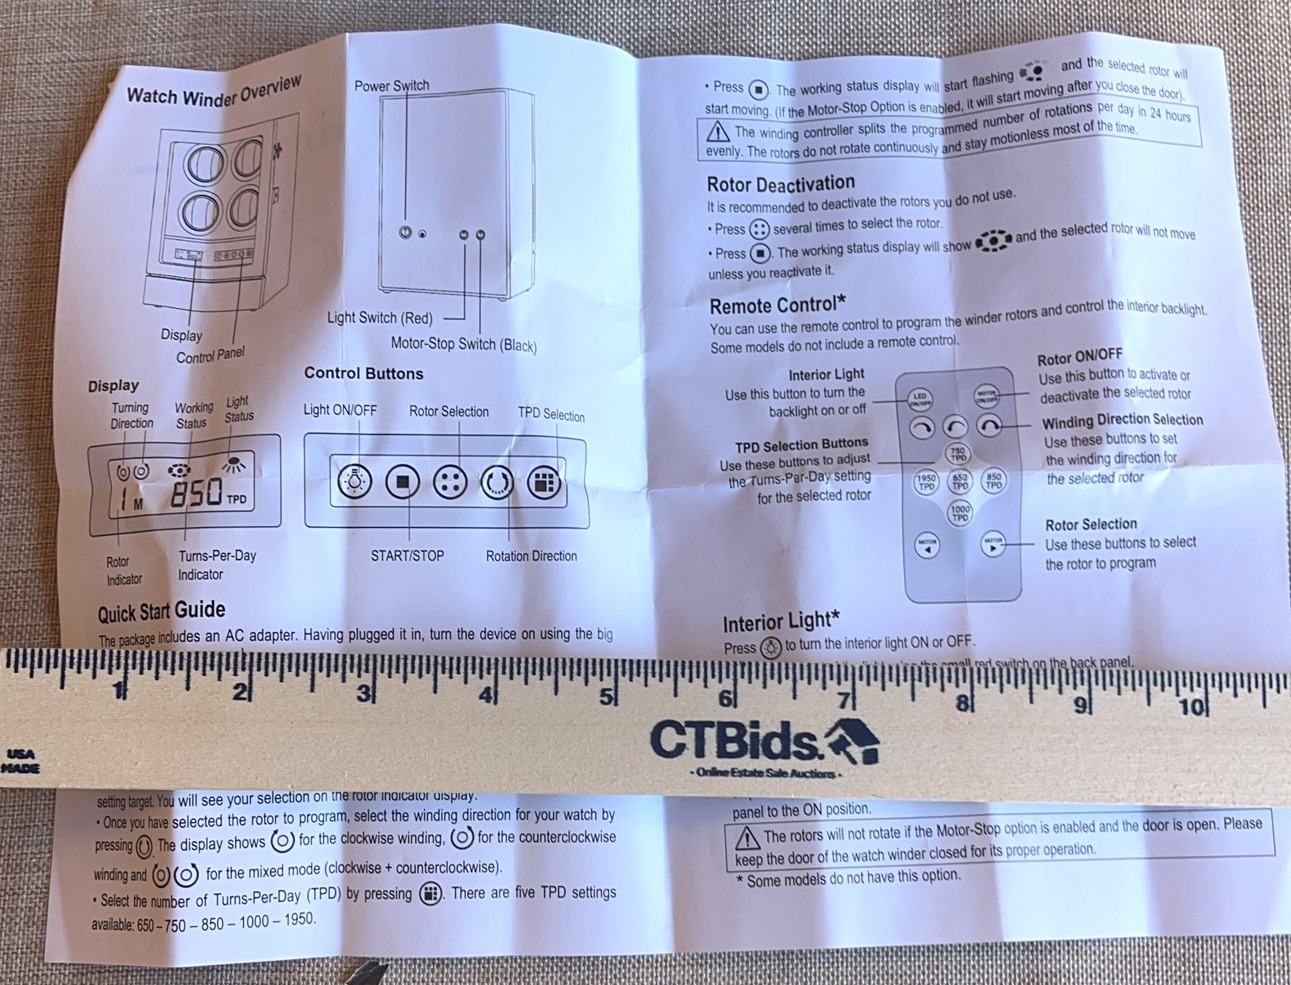 Watch Winder Overview
Power Switch
Light Switch (Red)
Motor-Stop Switch (Black)
Display
Control Panel
Display
Turning
Direction
Working
Status
Light
Status
1 M 850 TPD
Rotor
Indicator
Turns-Per-Day
Indicator
Control Buttons
Light ON/OFF
Rotor Selection
TPD Selection
START/STOP
Rotation Direction
Quick Start Guide
The package includes an AC adapter. Having plugged it in, turn the device on using the big
setting target. You will see your selection on the rotor indicator display.
• Once you have selected the rotor to program, select the winding direction for your watch by
pressing . The display shows for the clockwise winding, for the counterclockwise
winding and for the mixed mode (clockwise + counterclockwise).
• Select the number of Turns-Per-Day (TPD) by pressing . There are five TPD settings
available: 650 – 750 – 850 – 1000 – 1950.
• Press . The working status display will start flashing and the selected rotor will
start moving. (If the Motor-Stop Option is enabled, it will start moving after you close the door).
The winding controller splits the programmed number of rotations per day in 24 hours
evenly. The rotors do not rotate continuously and stay motionless most of the time.
Rotor Deactivation
It is recommended to deactivate the rotors you do not use.
• Press several times to select the rotor.
• Press . The working status display will show and the selected rotor will not move
unless you reactivate it.
Remote Control*
You can use the remote control to program the winder rotors and control the interior backlight.
Some models do not include a remote control.
Interior Light
Use this button to turn the
backlight on or off
TPD Selection Buttons
Use these buttons to adjust
the Turns-Per-Day setting
for the selected rotor
LED
ON/OFF
MOTOR
ON/OFF
750
TPD
1950
TPD
650
TPD
850
TPD
1000
TPD
MOTOR
MOTOR
Rotor ON/OFF
Use this button to activate or
deactivate the selected rotor
Winding Direction Selection
Use these buttons to set
the winding direction for
the selected rotor
Rotor Selection
Use these buttons to select
the rotor to program
Interior Light*
Press to turn the interior light ON or OFF.
small red switch on the back panel.
1 2 3 4 5 6 7 8 9 10
USA
MADE
CTBids.
• Online Estate Sale Auctions •
panel to the ON position.
The rotors will not rotate if the Motor-Stop option is enabled and the door is open. Please
keep the door of the watch winder closed for its proper operation.
* Some models do not have this option.